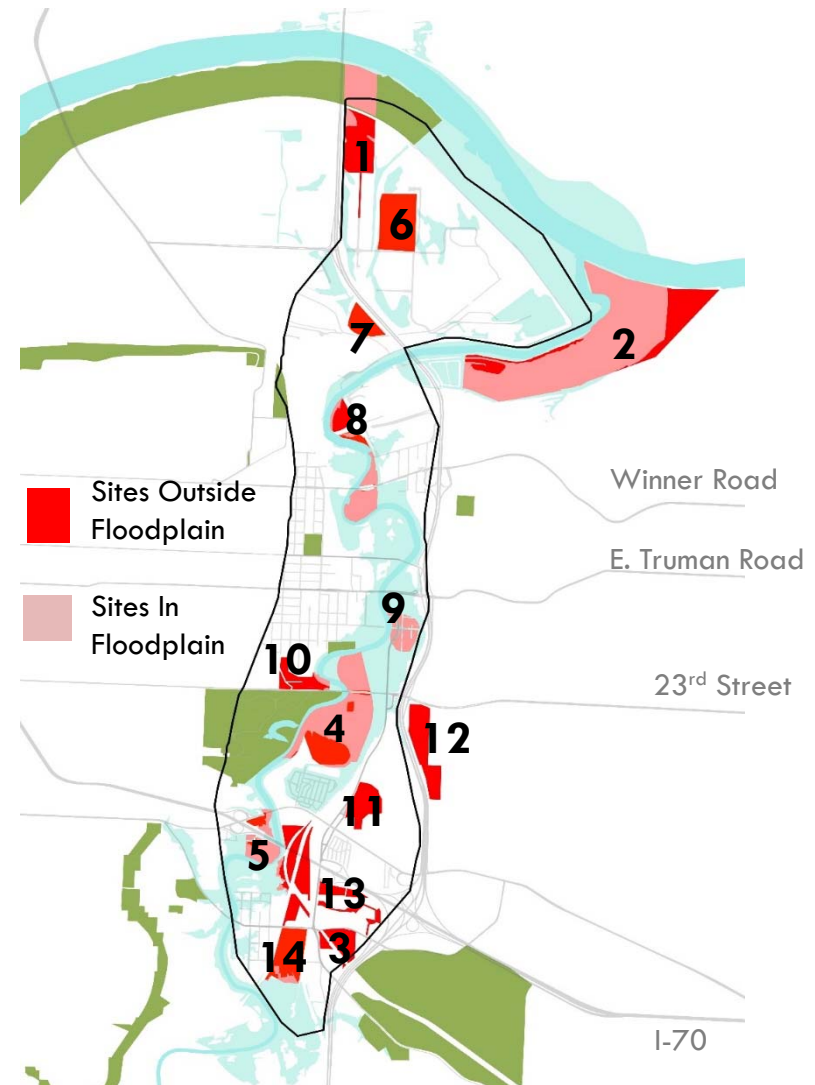 1
6
2
7
8
Winner Road
Sites Outside
Floodplain
E. Truman Road
Sites In
Floodplain
9
10
23rd Street
4
12
11
5
13
14
3
I-70